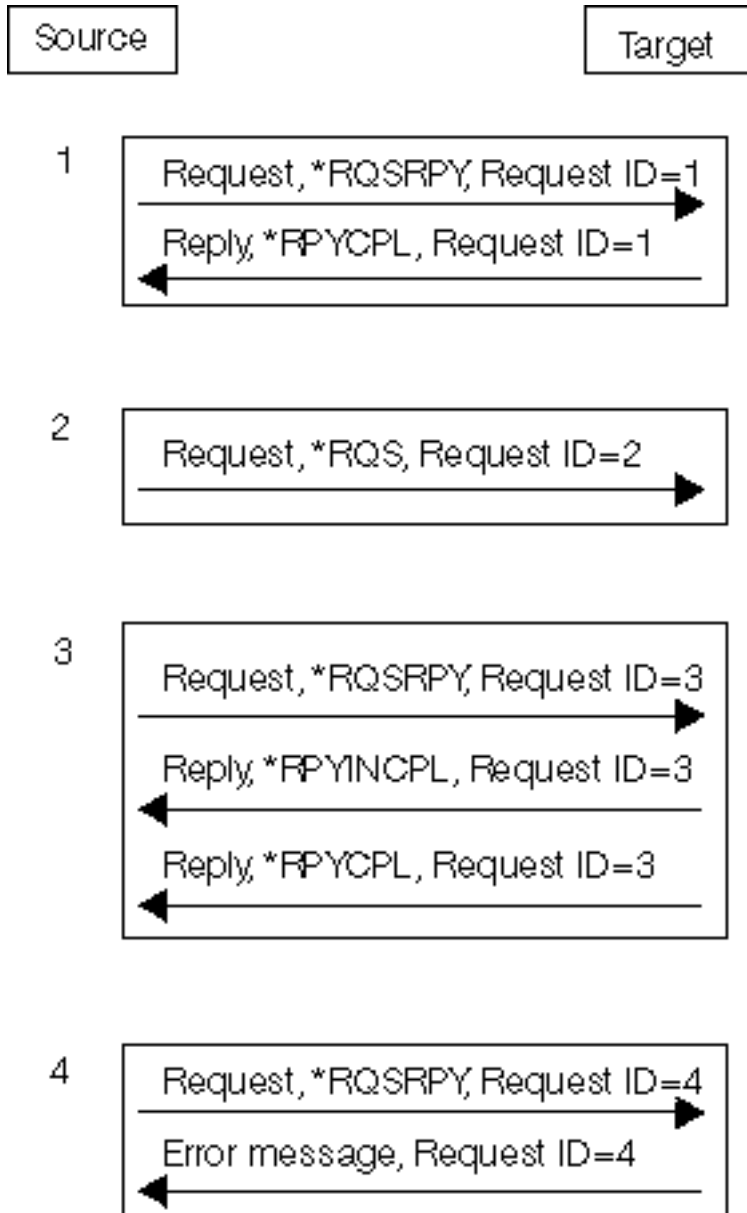 Source
Target
1
Request, *RQSRPY, Request ID=1
Reply, *RPYCPL, Request ID=1
2
Request, *RQS, Request ID=2
3
Request, *RQSRPY, Request ID=3
Reply, *RPYINCPL, Request ID=3
Reply, *RPYCPL, Request ID=3
4
Request, *RQSRPY, Request ID=4
Error message, Request ID=4